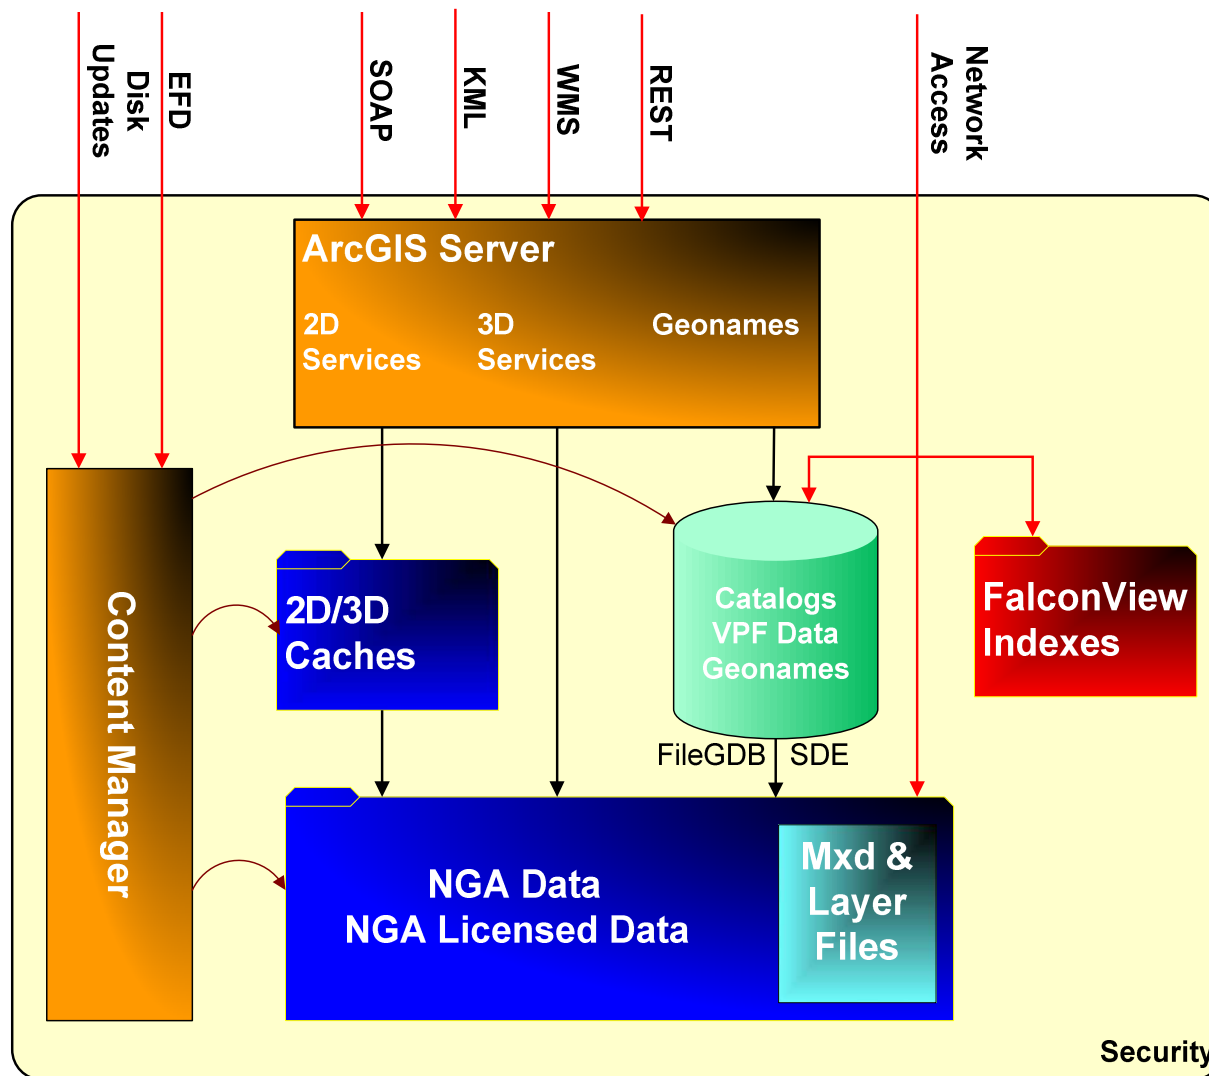 Updates
Disk
EFD
SOAP
KML
WMS
REST
Network
Access
ArcGIS Server
2D
Services
3D
Services
Geonames
Content Manager
2D/3D
Caches
Catalogs
VPF Data
Geonames
FalconView
Indexes
FileGDB
SDE
NGA Data
NGA Licensed Data
Mxd &
Layer
Files
Security